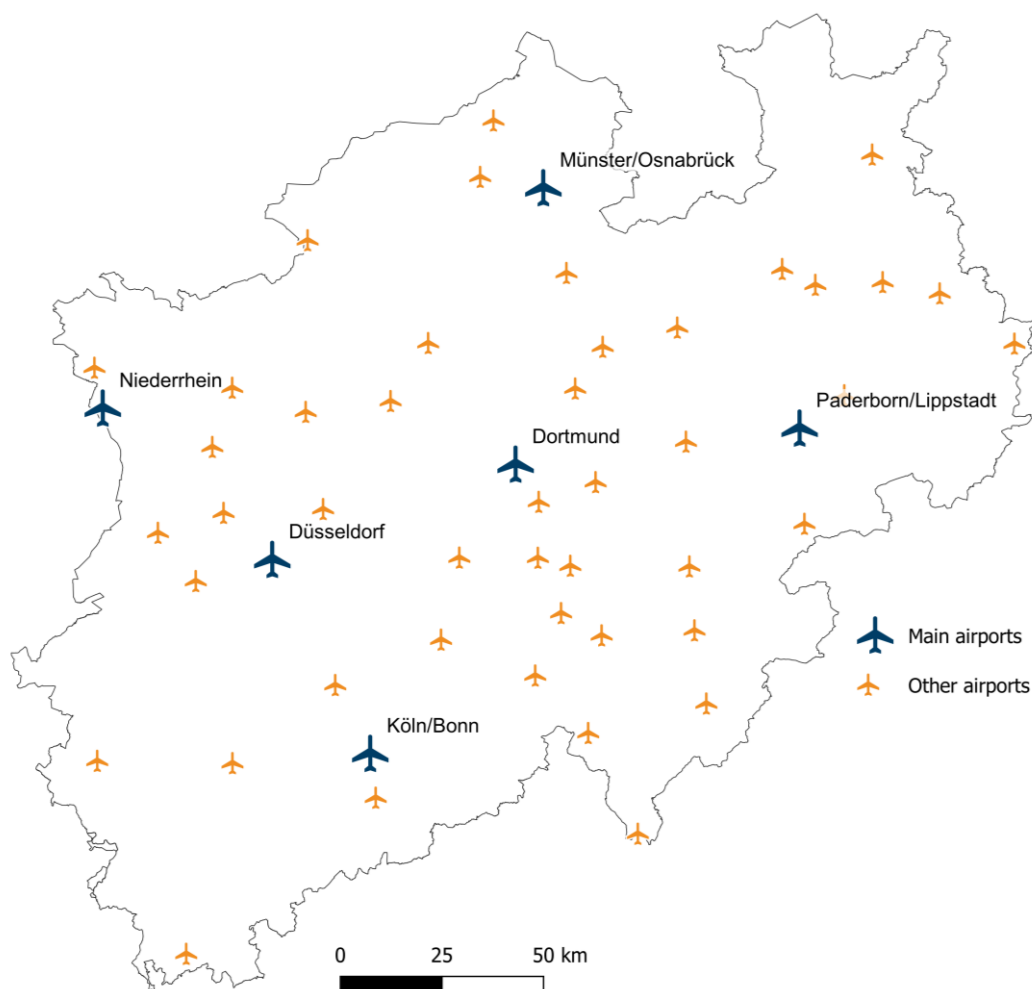 Münster/Osnabrück
Niederrhein
Paderborn/Lippstadt
Dortmund
Düsseldorf
Main airports
Other airports
Köln/Bonn
0 25 50 km